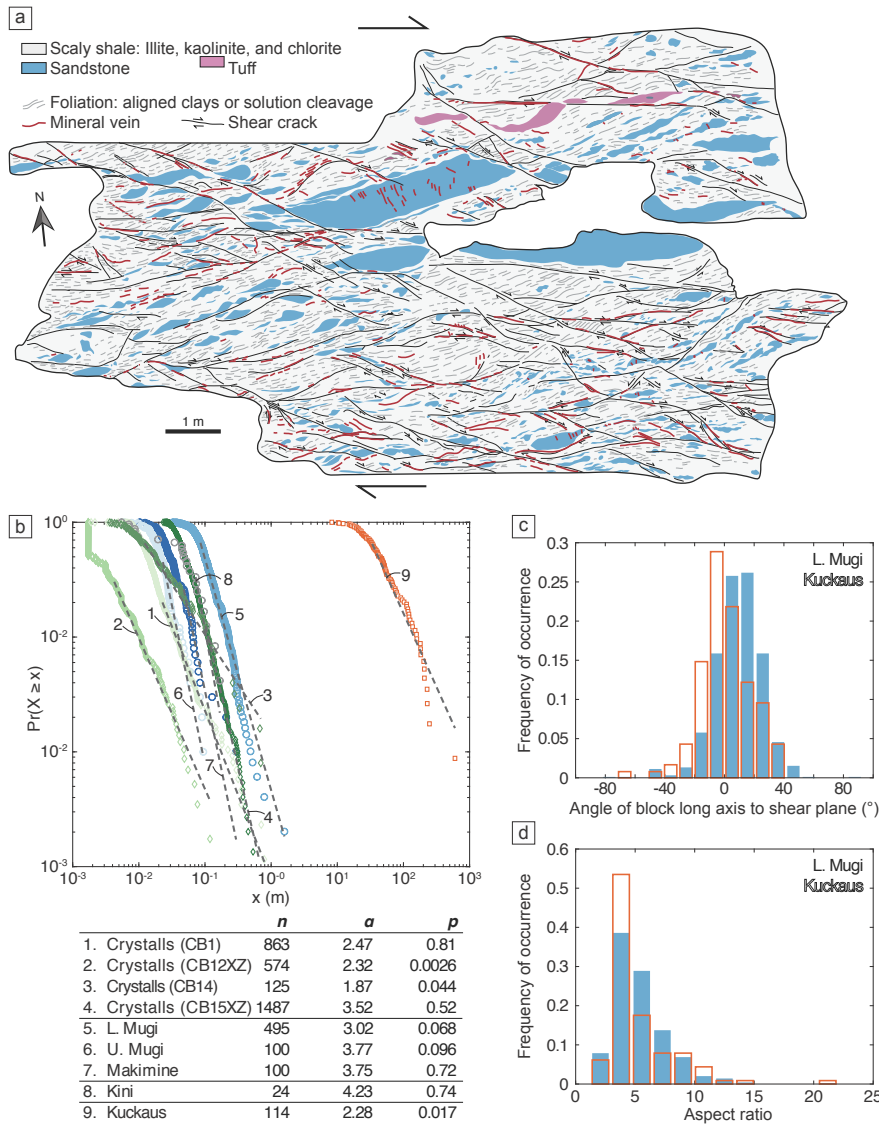 a
Scaly shale: Illite, kaolinite, and chlorite
Sandstone
Tuff
Foliation: aligned clays or solution cleavage
Mineral vein
Shear crack
N
1 m
b
10⁰
10⁻¹
10⁻²
10⁻²
10⁻³
Pr(X ≥ x)
1
2
3
4
5
6
7
8
9
10⁻³
10⁻²
10⁻¹
10⁻⁰
10¹
10²
10³
x (m)
n a p
1. Crystalls (CB1) 863 2.47 0.81
2. Crystalls (CB12XZ) 574 2.32 0.0026
3. Crystalls (CB14) 125 1.87 0.044
4. Crystalls (CB15XZ) 1487 3.52 0.52
5. L. Mugi 495 3.02 0.068
6. U. Mugi 100 3.77 0.096
7. Makimine 100 3.75 0.72
8. Kini 24 4.23 0.74
9. Kuckaus 114 2.28 0.017
c
L. Mugi
Kuckaus
0.3
0.25
0.2
0.15
0.1
0.05
0
Frequency of occurrence
-80
-40
0
40
80
Angle of block long axis to shear plane (°)
d
L. Mugi
Kuckaus
0.6
0.5
0.4
0.3
0.2
0.1
0
Frequency of occurrence
0
5
10
15
20
25
Aspect ratio